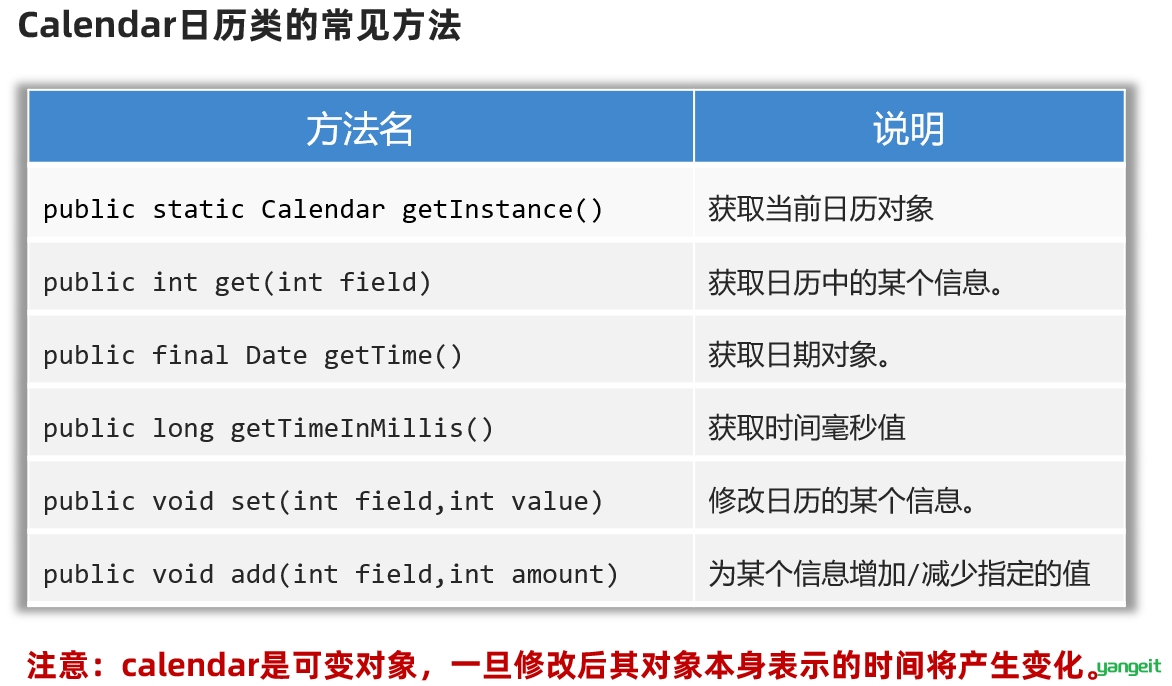 Calendar日历类的常见方法
方法名 说明
public static Calendar getInstance() 获取当前日历对象
public int get(int field) 获取日历中的某个信息。
public final Date getTime() 获取日期对象。
public long getTimeInMillis() 获取时间毫秒值
public void set(int field,int value) 修改日历的某个信息。
public void add(int field,int amount) 为某个信息增加/减少指定的值
注意：calendar是可变对象，一旦修改后其对象本身表示的时间将产生变化。
yangeit